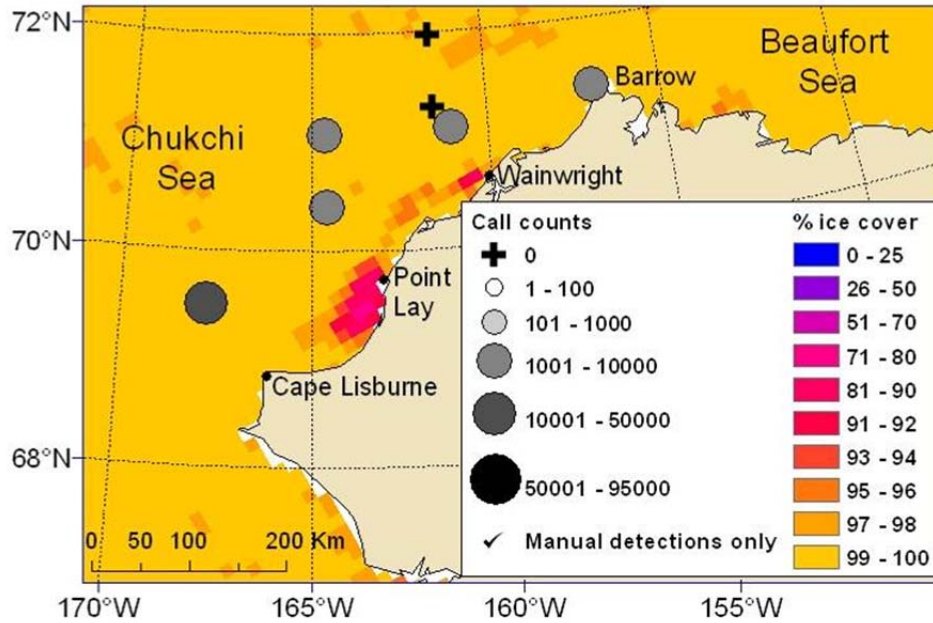 72°N
Beaufort
Sea
Barrow
Chukchi
Sea
Wainwright
70°N
Point
Lay
Cape Lisburne
68°N
0 50 100 200 Km
Call counts
0
1 - 100
101 - 1000
1001 - 10000
10001 - 50000
50001 - 95000
Manual detections only
% ice cover
0 - 25
26 - 50
51 - 70
71 - 80
81 - 90
91 - 92
93 - 94
95 - 96
97 - 98
99 - 100
170°W 165°W 160°W 155°W